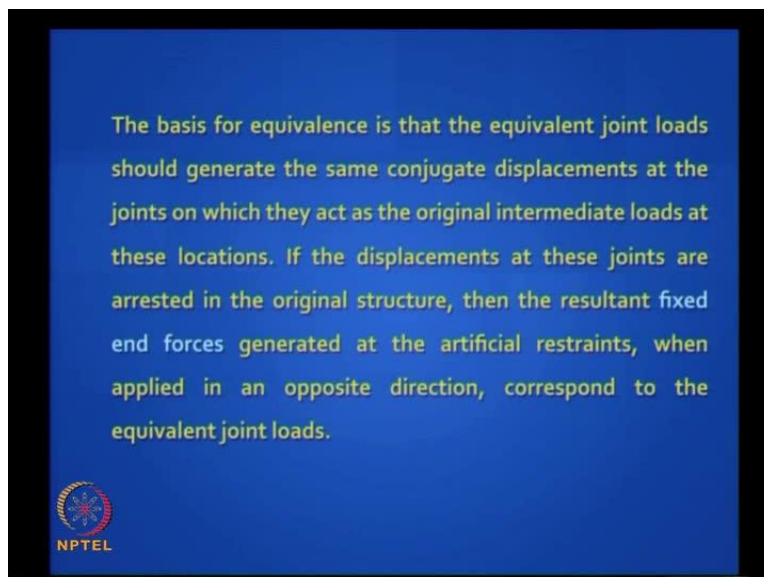 The basis for equivalence is that the equivalent joint loads
should generate the same conjugate displacements at the
joints on which they act as the original intermediate loads at
these locations. If the displacements at these joints are
arrested in the original structure, then the resultant fixed
end forces generated at the artificial restraints, when
applied in an opposite direction, correspond to the
equivalent joint loads.
NPTEL